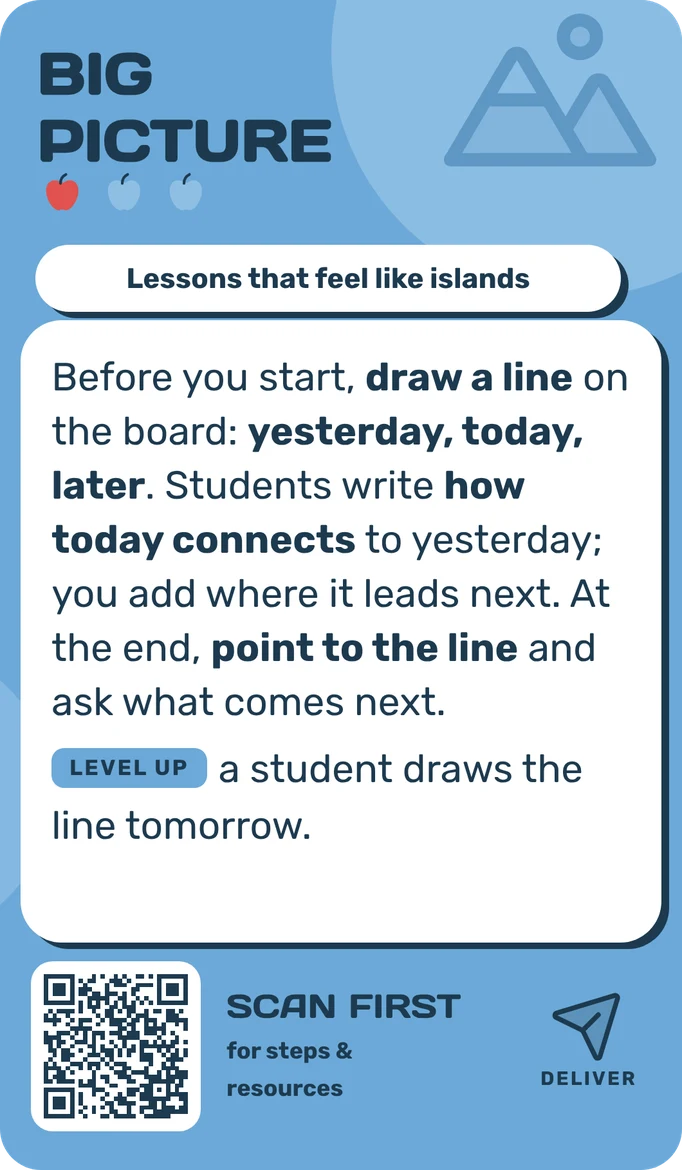 BIG
PICTURE
Lessons that feel like islands
Before you start, draw a line on
the board: yesterday, today,
later. Students write how
today connects to yesterday;
you add where it leads next. At
the end, point to the line and
ask what comes next.
LEVEL UP a student draws the
line tomorrow.
SCAN FIRST
for steps &
resources
DELIVER